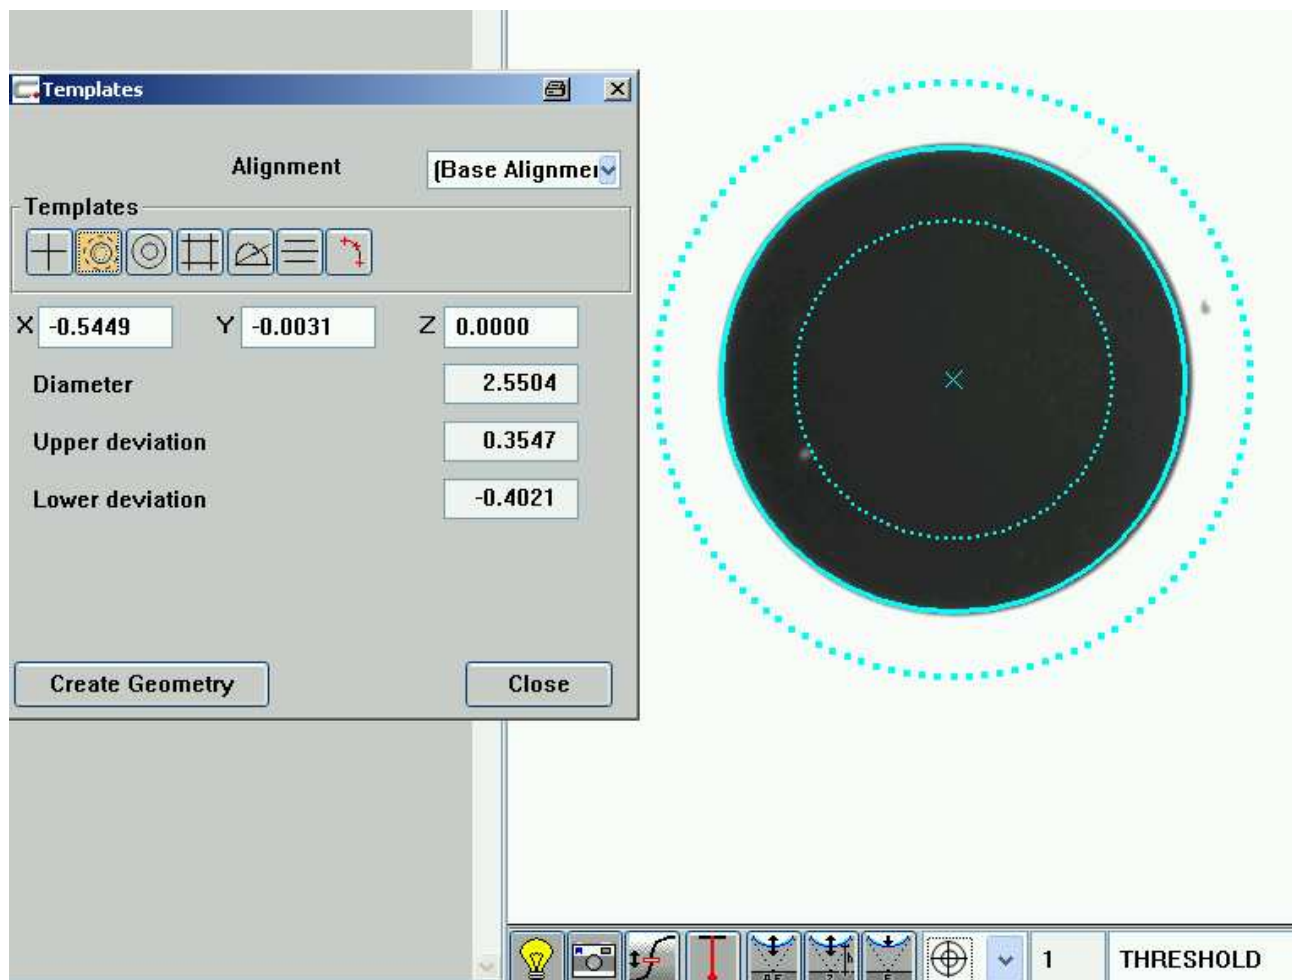 Templates
Alignment
(Base Alignmer
Templates
X -0.5449 Y -0.0031 Z 0.0000
Diameter 2.5504
Upper deviation 0.3547
Lower deviation -0.4021
Create Geometry Close
1 THRESHOLD